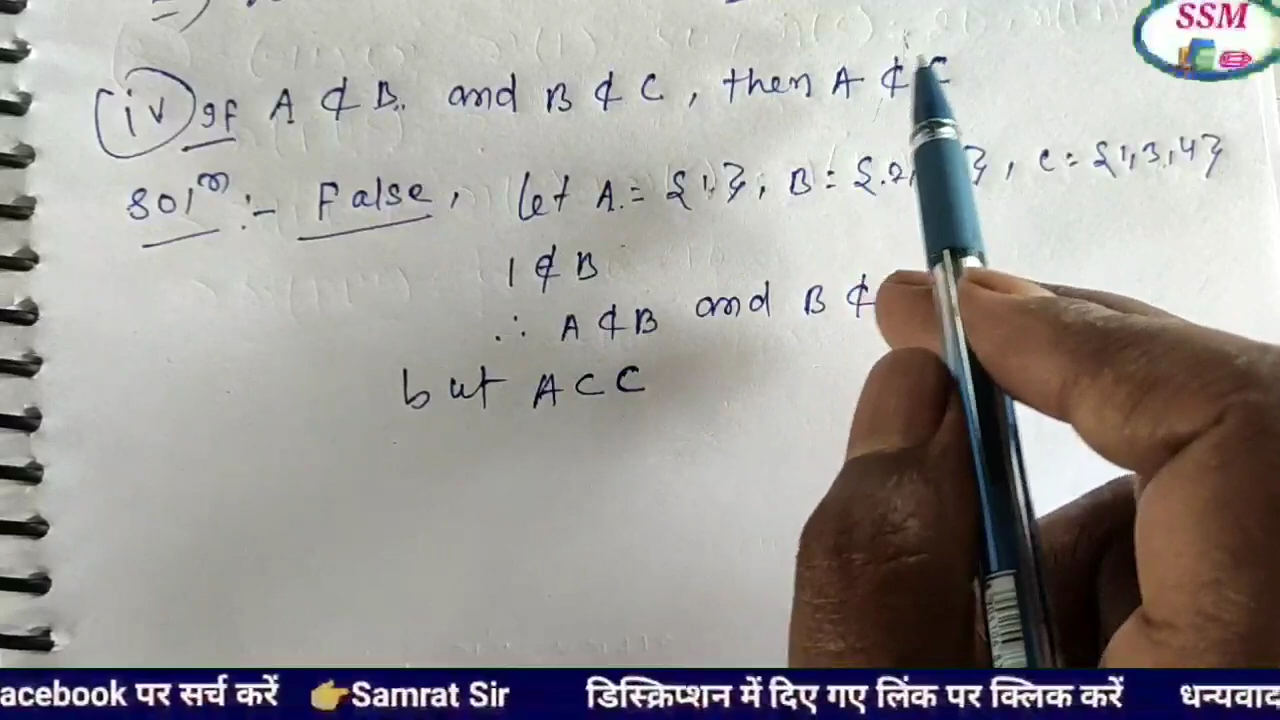 SSM
(iv) If A ⊄ B. and B ⊄ C, then A ⊄ C
Solⁿ :- False, let A = {1}, B = {2, }, C = {1,3,4}
1 ∉ B
∴ A ⊄ B and B ⊄
but A ⊂ C
acebook पर सर्च करें 👉Samrat Sir डिस्क्रिप्शन में दिए गए लिंक पर क्लिक करें धन्यवाद